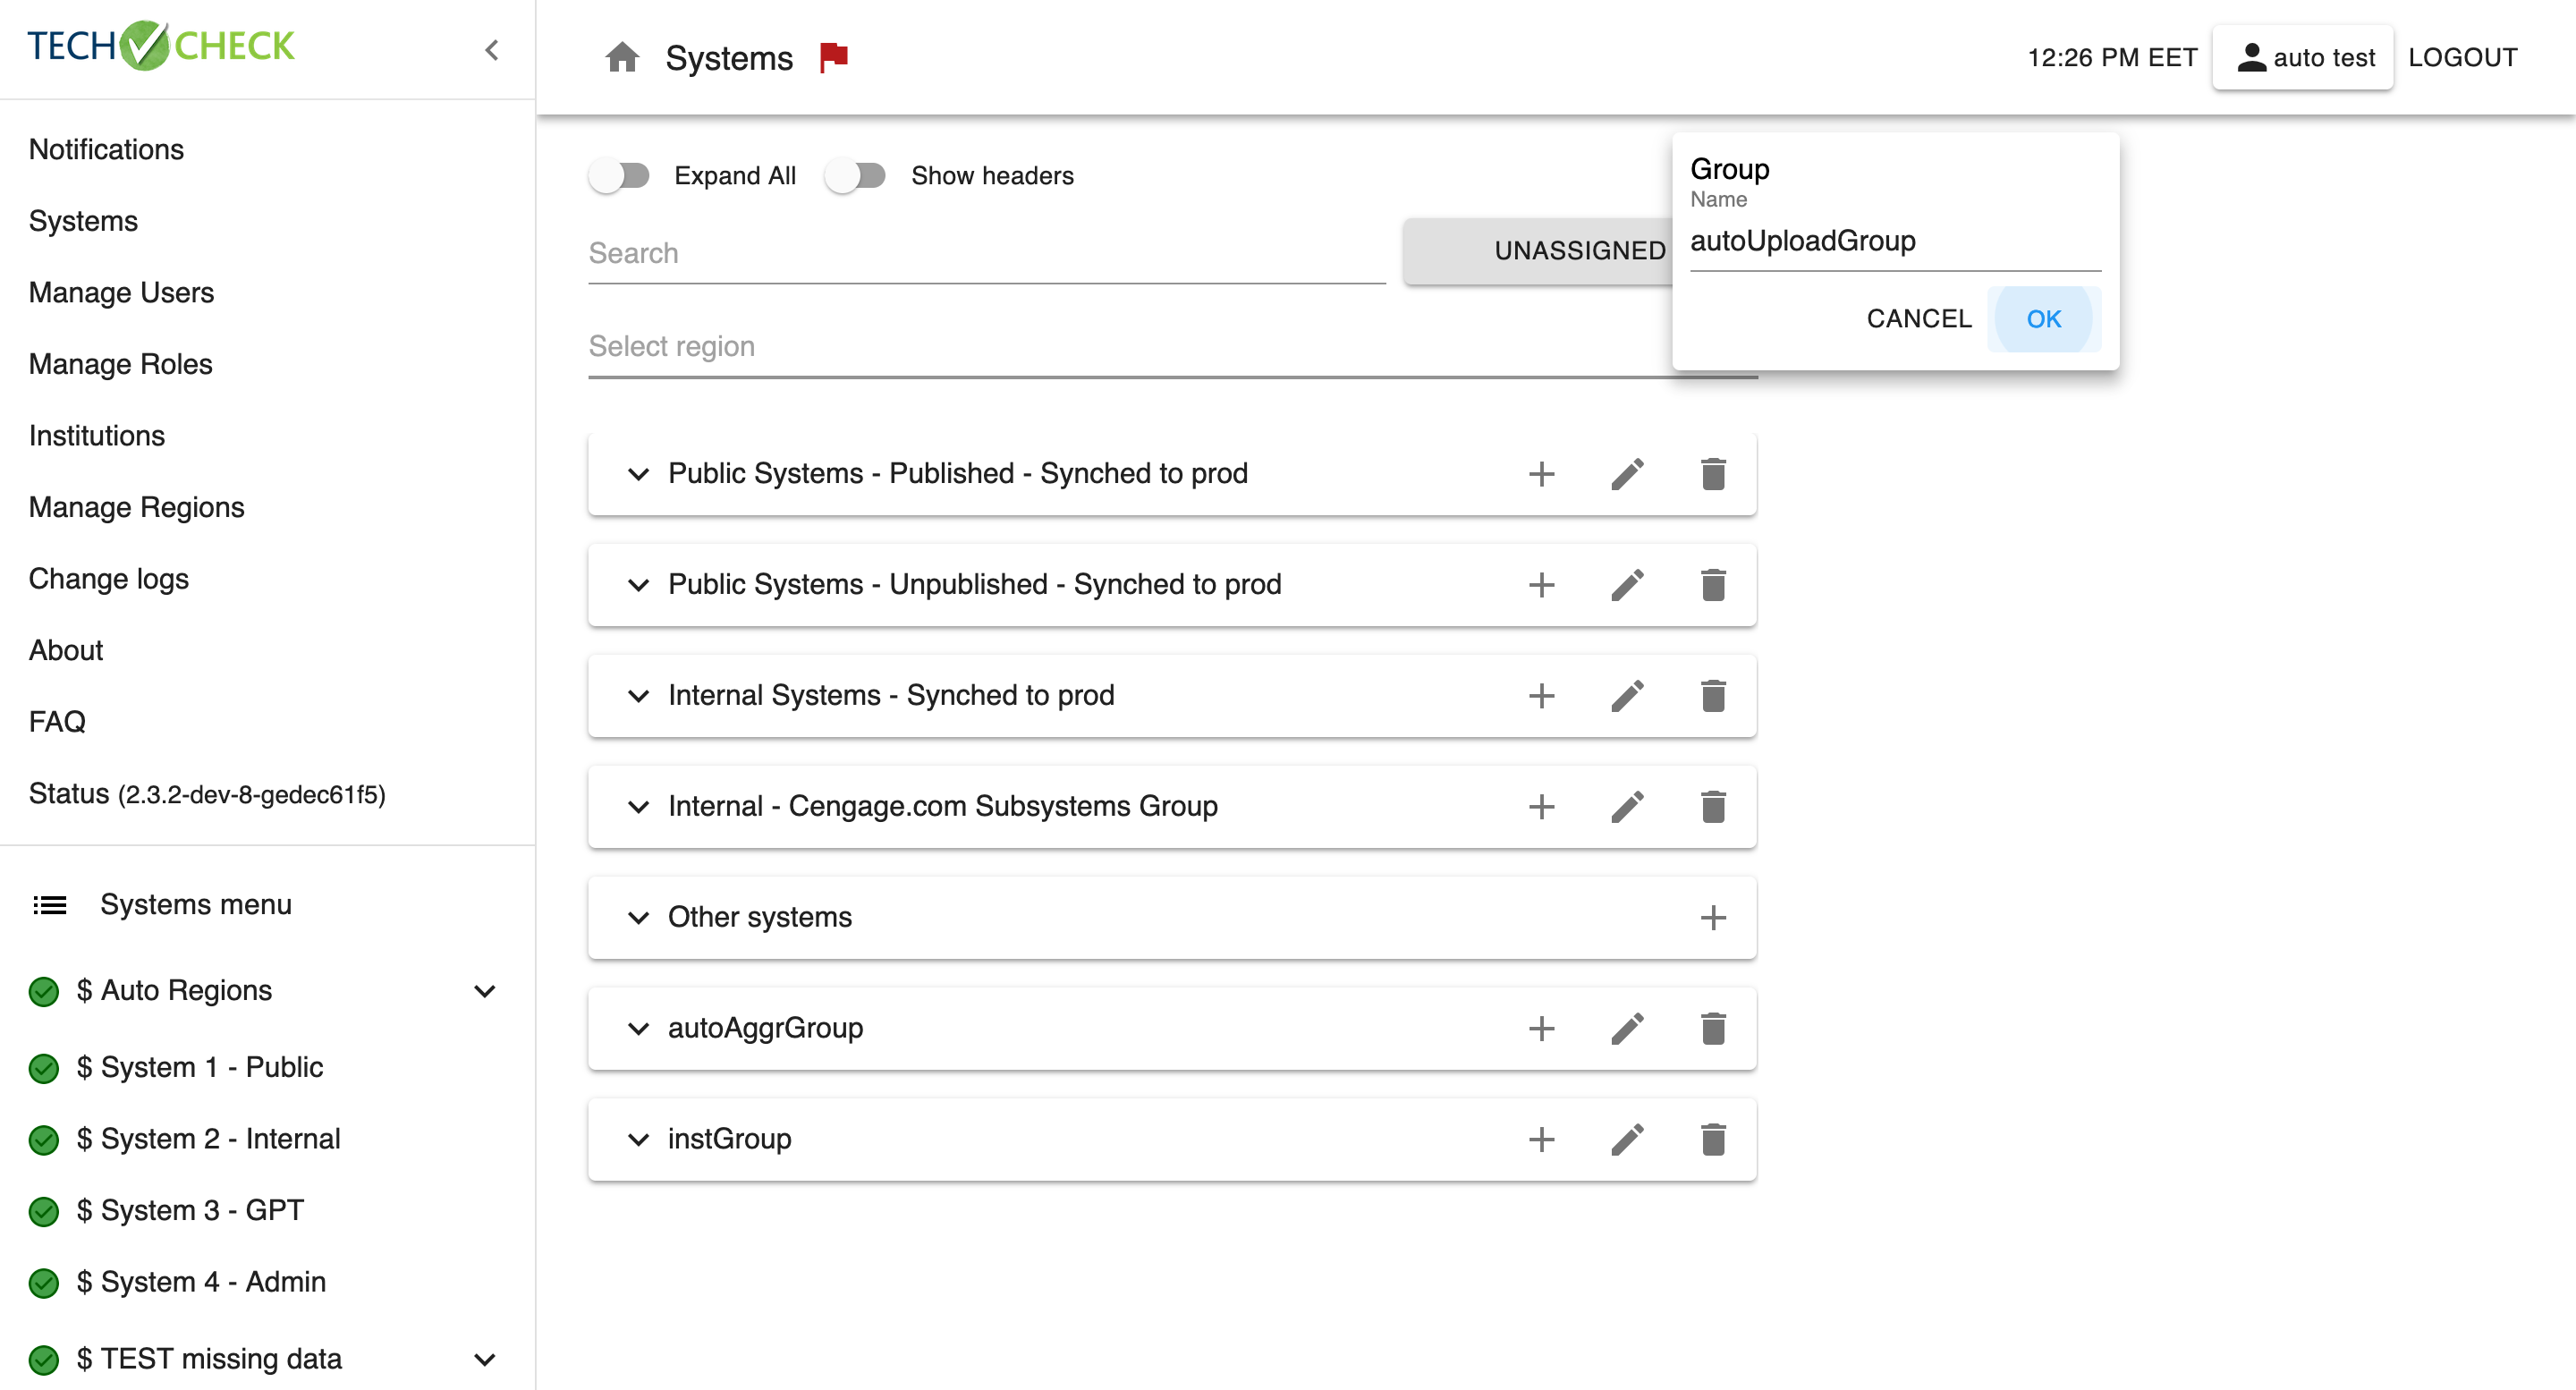 TECH CHECK
Notifications
Systems
Manage Users
Manage Roles
Institutions
Manage Regions
Change logs
About
FAQ
Status (2.3.2-dev-8-gedec61f5)
Systems menu
$ Auto Regions
$ System 1 - Public
$ System 2 - Internal
$ System 3 - GPT
$ System 4 - Admin
$ TEST missing data
Systems
12:26 PM EET
auto test
LOGOUT
Expand All
Show headers
Search
UNASSIGNED
Select region
Group
Name
autoUploadGroup
CANCEL
OK
Public Systems - Published - Synched to prod
Public Systems - Unpublished - Synched to prod
Internal Systems - Synched to prod
Internal - Cengage.com Subsystems Group
Other systems
autoAggrGroup
instGroup